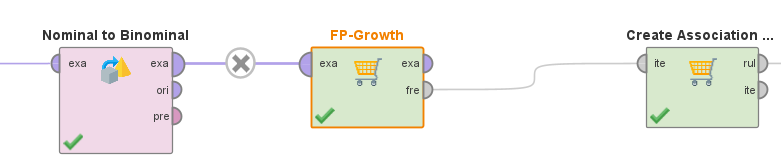 Nominal to Binominal
exa
exa
ori
pre
FP-Growth
exa
exa
fre
Create Association ...
ite
rul
ite